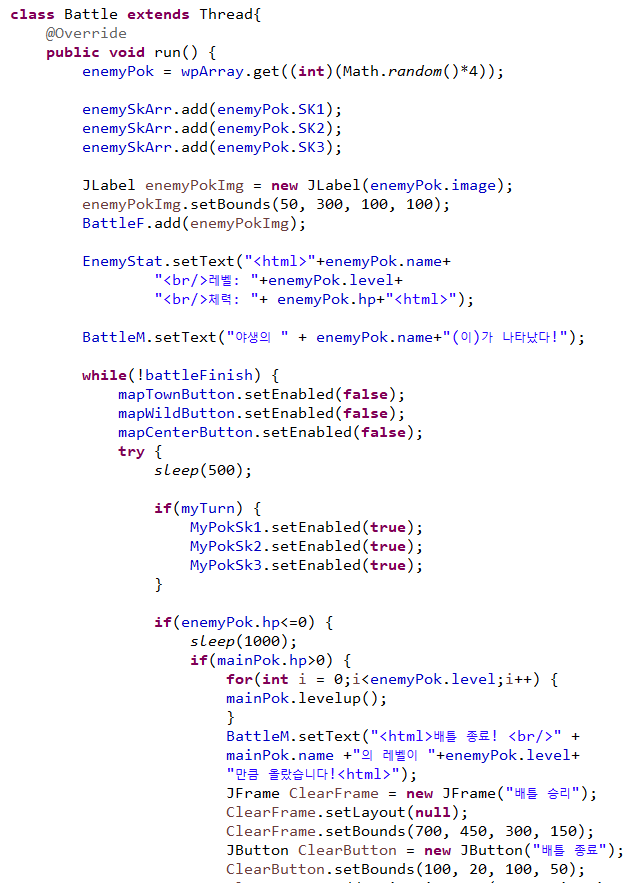 class Battle extends Thread{
@Override
public void run() {
enemyPok = wpArray.get((int)(Math.random()*4));
enemySkArr.add(enemyPok.SK1);
enemySkArr.add(enemyPok.SK2);
enemySkArr.add(enemyPok.SK3);
JLabel enemyPokImg = new JLabel(enemyPok.image);
enemyPokImg.setBounds(50, 300, 100, 100);
BattleF.add(enemyPokImg);
EnemyStat.setText("<html>"+enemyPok.name+
"<br/>레벨: "+enemyPok.level+
"<br/>체력: "+ enemyPok.hp+"<html>");
BattleM.setText("야생의 " + enemyPok.name+"(이)가 나타났다!");
while(!battleFinish) {
mapTownButton.setEnabled(false);
mapWildButton.setEnabled(false);
mapCenterButton.setEnabled(false);
try {
sleep(500);
if(myTurn) {
MyPokSk1.setEnabled(true);
MyPokSk2.setEnabled(true);
MyPokSk3.setEnabled(true);
}
if(enemyPok.hp<=0) {
sleep(1000);
if(mainPok.hp>0) {
for(int i = 0;i<enemyPok.level;i++) {
mainPok.levelup();
}
BattleM.setText("<html>배틀 종료! <br/>" +
mainPok.name +"의 레벨이 "+enemyPok.level+
"만큼 올랐습니다!<html>");
JFrame ClearFrame = new JFrame("배틀 승리");
ClearFrame.setLayout(null);
ClearFrame.setBounds(700, 450, 300, 150);
JButton ClearButton = new JButton("배틀 종료");
ClearButton.setBounds(100, 20, 100, 50);